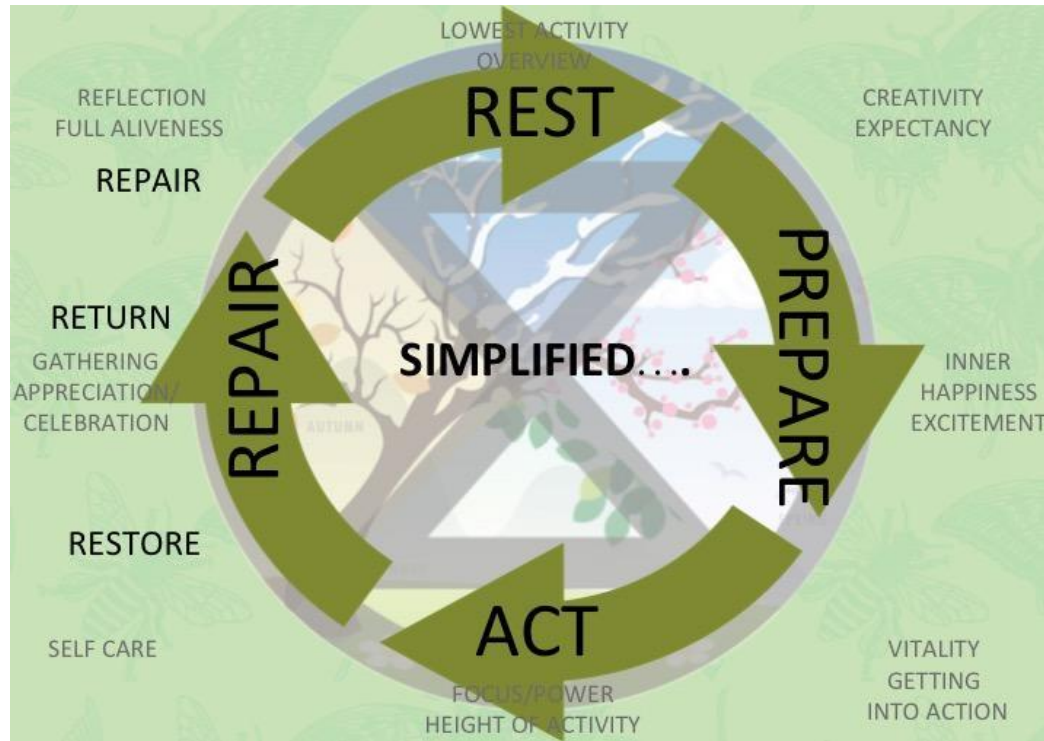 LOWEST ACTIVITY
OVERVIEW
REST
REFLECTION
FULL ALIVENESS
CREATIVITY
EXPECTANCY
REPAIR
PREPARE
REPAIR
RETURN
GATHERING
APPRECIATION/
CELEBRATION
SIMPLIFIED….
INNER
HAPPINESS
EXCITEMENT
AUTUMN
RESTORE
ACT
SELF CARE
FOCUS/POWER
HEIGHT OF ACTIVITY
VITALITY
GETTING
INTO ACTION